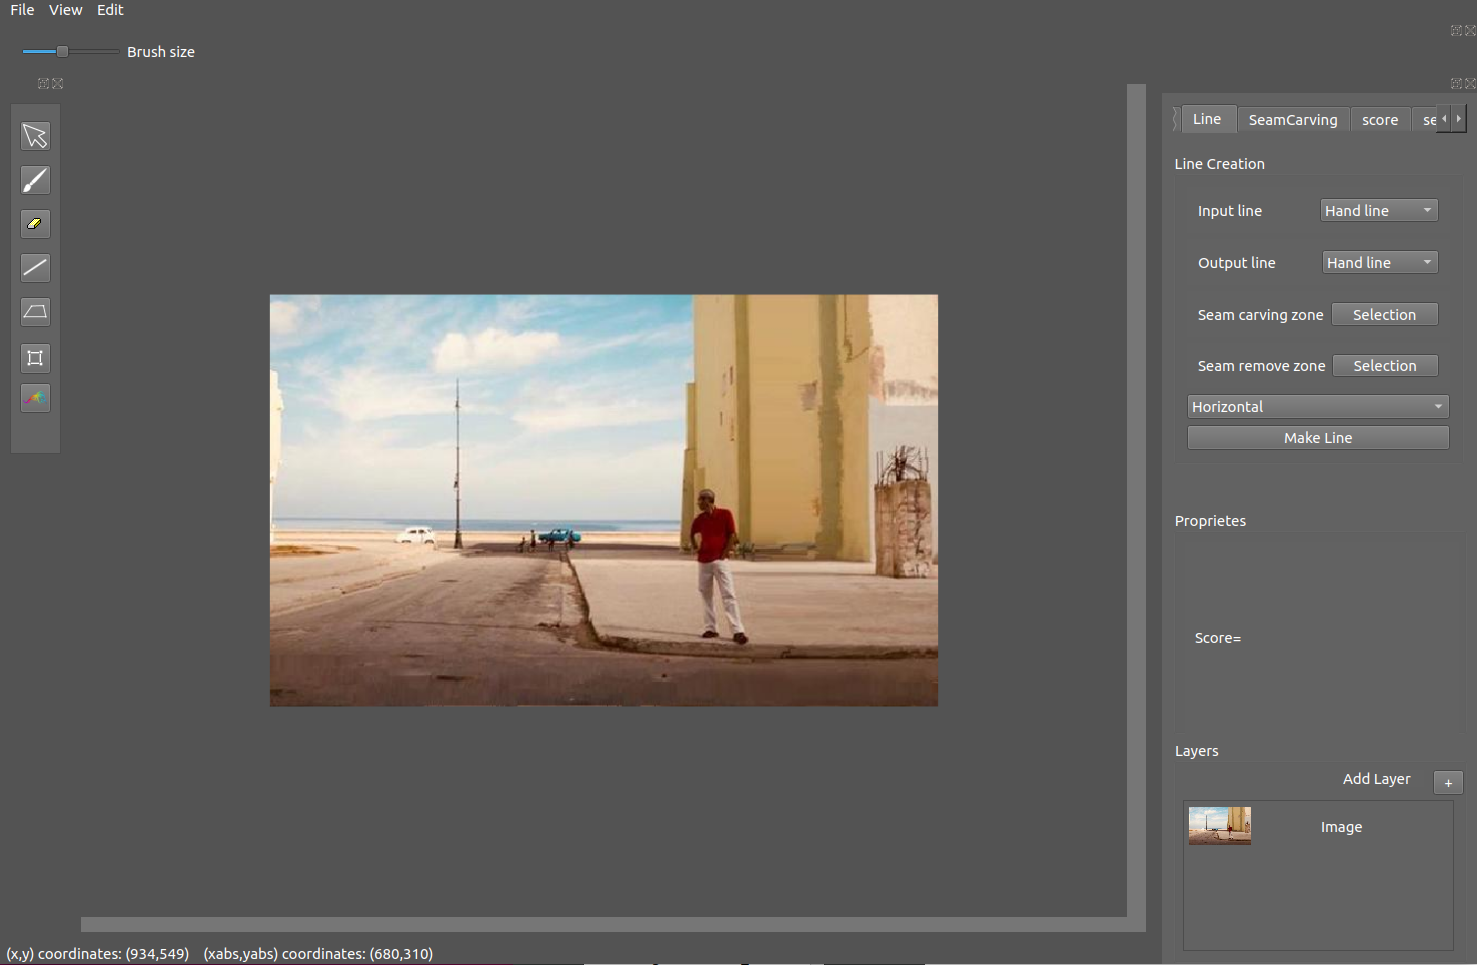 File View Edit
Brush size
Line SeamCarving score se
Line Creation
Input line Hand line
Output line Hand line
Seam carving zone Selection
Seam remove zone Selection
Horizontal
Make Line
Proprietes
Score=
Layers
Add Layer +
Image
(x,y) coordinates: (934,549) (xabs,yabs) coordinates: (680,310)